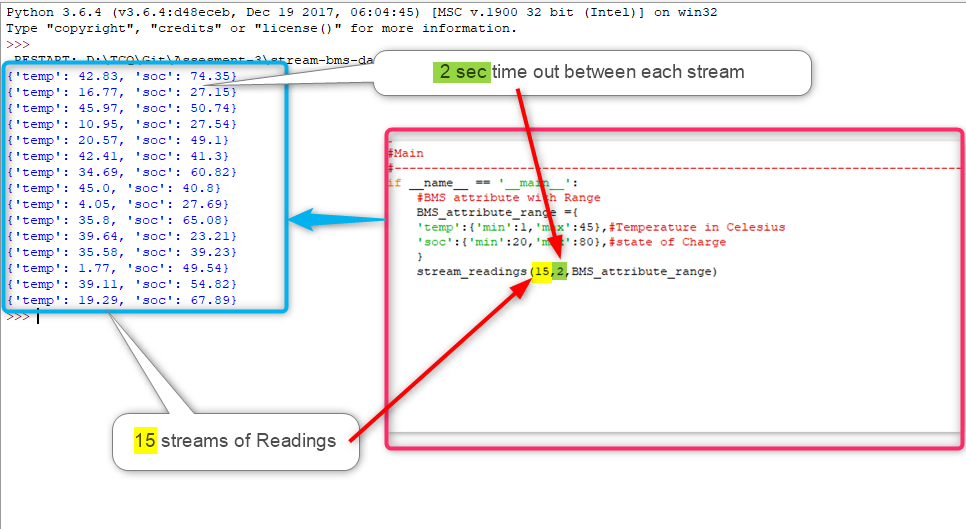 Python 3.6.4 (v3.6.4:d48eceb, Dec 19 2017, 06:04:45) [MSC v.1900 32 bit (Intel)] on win32
Type "copyright", "credits" or "license()" for more information.
>>>
RESTART: D:\TCQ\Git\Assesment-3\stream-bms-da
{'temp': 42.83, 'soc': 74.35}
{'temp': 16.77, 'soc': 27.15}
{'temp': 45.97, 'soc': 50.74}
{'temp': 10.95, 'soc': 27.54}
{'temp': 20.57, 'soc': 49.1}
{'temp': 42.41, 'soc': 41.3}
{'temp': 34.69, 'soc': 60.82}
{'temp': 45.0, 'soc': 40.8}
{'temp': 4.05, 'soc': 27.69}
{'temp': 35.8, 'soc': 65.08}
{'temp': 39.64, 'soc': 23.21}
{'temp': 35.58, 'soc': 39.23}
{'temp': 1.77, 'soc': 49.54}
{'temp': 39.11, 'soc': 54.82}
{'temp': 19.29, 'soc': 67.89}
>>>
2 sec time out between each stream
#Main
#-------------------------------------------------------------------------------
if __name__ == '__main__':
#BMS attribute with Range
BMS_attribute_range ={
'temp':{'min':1,'max':45},#Temperature in Celesius
'soc':{'min':20,'max':80},#state of Charge
}
stream_readings(15,2,BMS_attribute_range)
15 streams of Readings